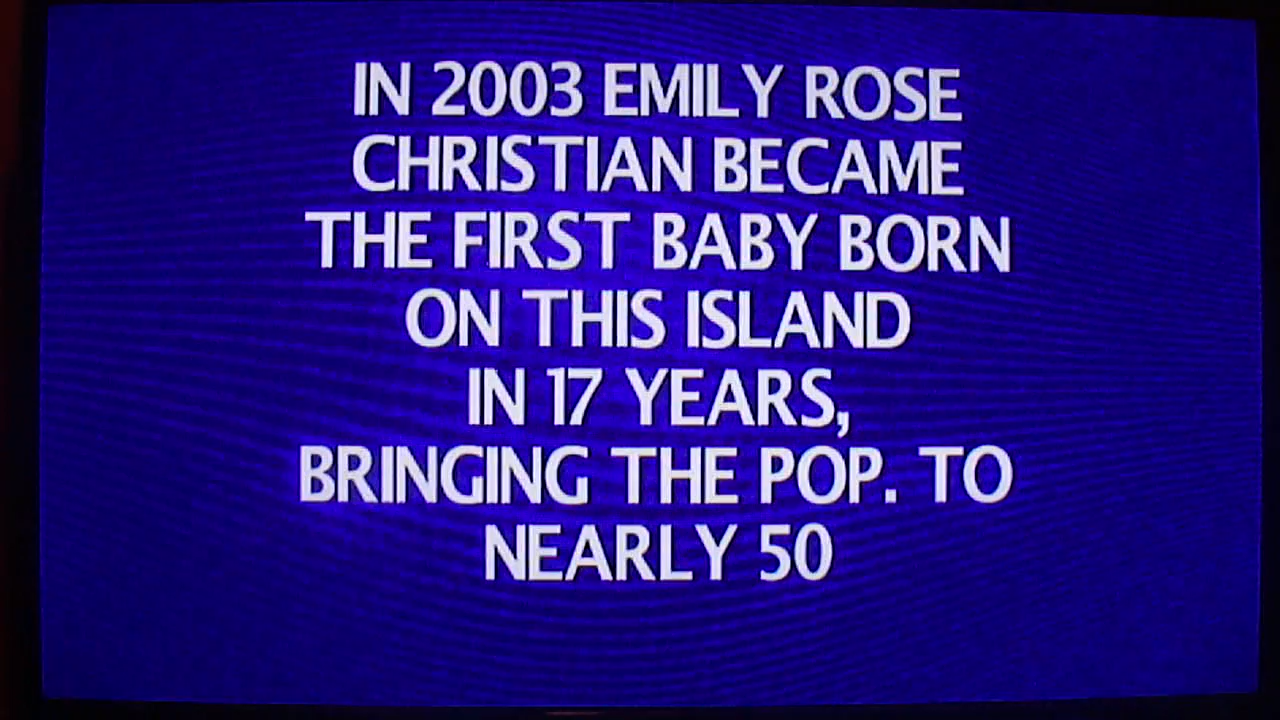 IN 2003 EMILY ROSE
CHRISTIAN BECAME
THE FIRST BABY BORN
ON THIS ISLAND
IN 17 YEARS,
BRINGING THE POP. TO
NEARLY 50